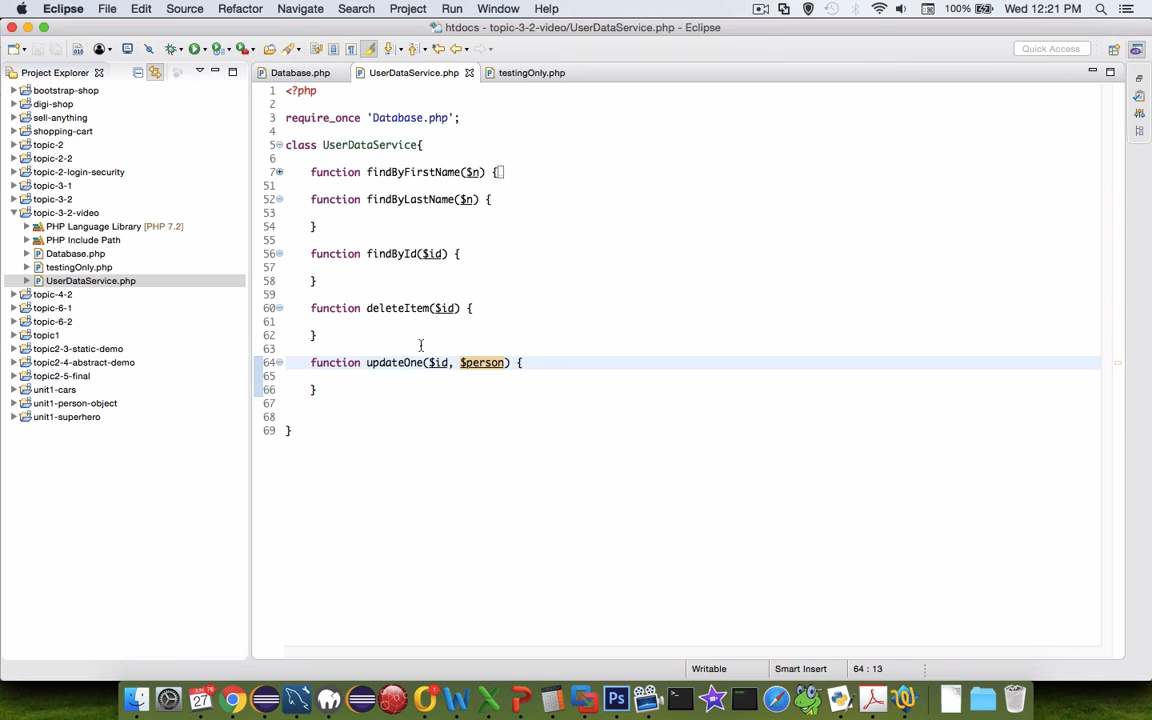 Eclipse File Edit Source Refactor Navigate Search Project Run Window Help 100% Wed 12:21 PM
htdocs - topic-3-2-video/UserDataService.php - Eclipse
Quick Access
Project Explorer
Database.php UserDataService.php testingOnly.php
bootstrap-shop
digi-shop
sell-anything
shopping-cart
topic-2
topic-2-2
topic-2-login-security
topic-3-1
topic-3-2
topic-3-2-video
PHP Language Library [PHP 7.2]
PHP Include Path
Database.php
testingOnly.php
UserDataService.php
topic-4-2
topic-6-1
topic-6-2
topic1
topic2-3-static-demo
topic2-4-abstract-demo
topic2-5-final
unit1-cars
unit1-person-object
unit1-superhero
1 <?php
2
3 require_once 'Database.php';
4
5 class UserDataService{
6
7 function findByFirstName($n) {
51
52 function findByLastName($n) {
53
54 }
55
56 function findById($id) {
57
58 }
59
60 function deleteItem($id) {
61
62 }
63
64 function updateOne($id, $person) {
65
66 }
67
68
69 }
Writable Smart Insert 64 : 13